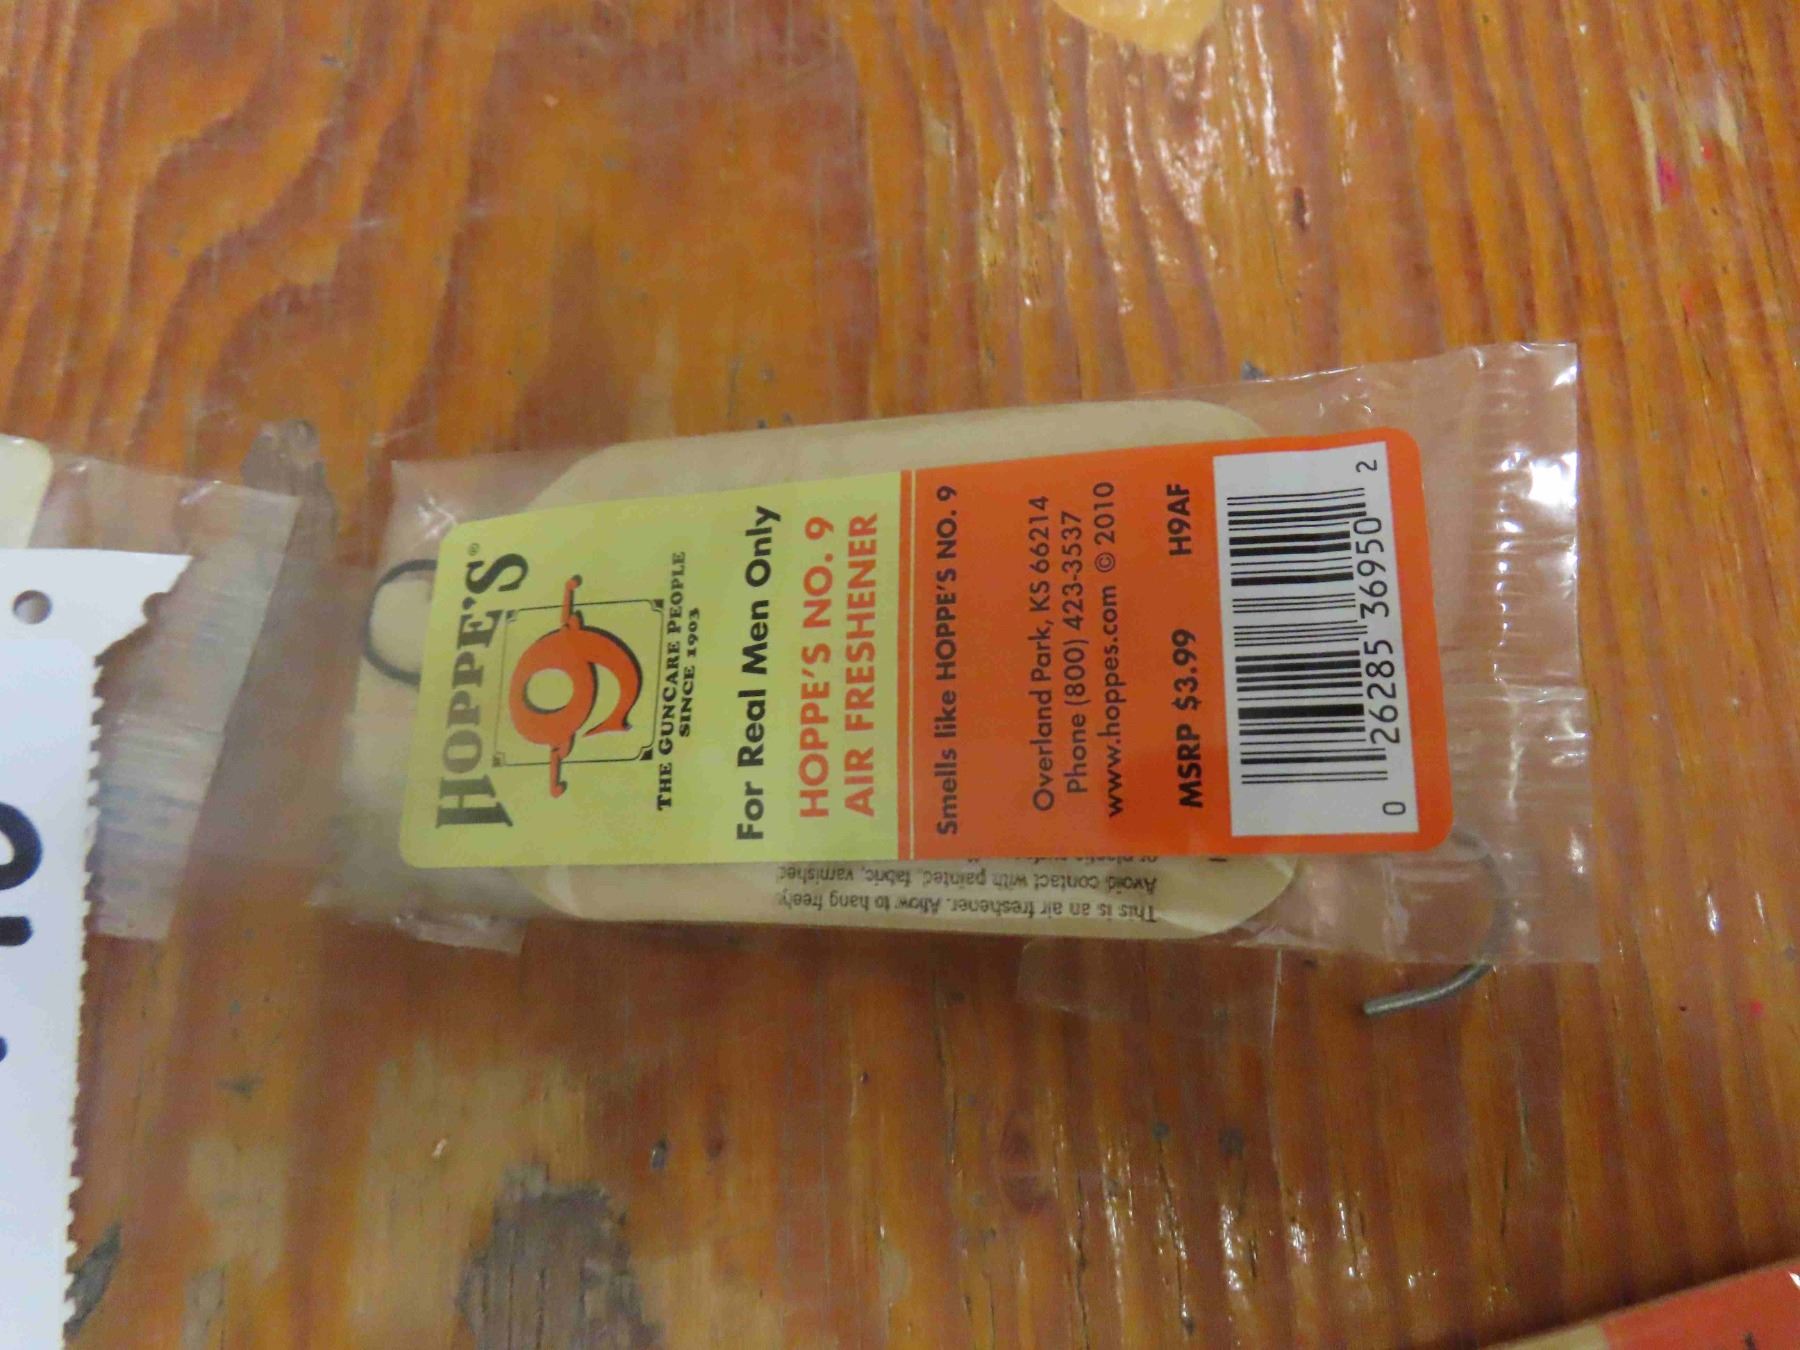 HOPPE'S®
9
THE GUNCARE PEOPLE
SINCE 1903
For Real Men Only
HOPPE'S NO. 9
AIR FRESHENER
Smells like HOPPE'S NO. 9
Overland Park, KS 66214
Phone (800) 423-3537
www.hoppes.com © 2010
MSRP $3.99 H9AF
0 26285 36950 2
This is an air freshener. Allow to hang freely.
Avoid contact with painted, fabric, varnished
or plastic